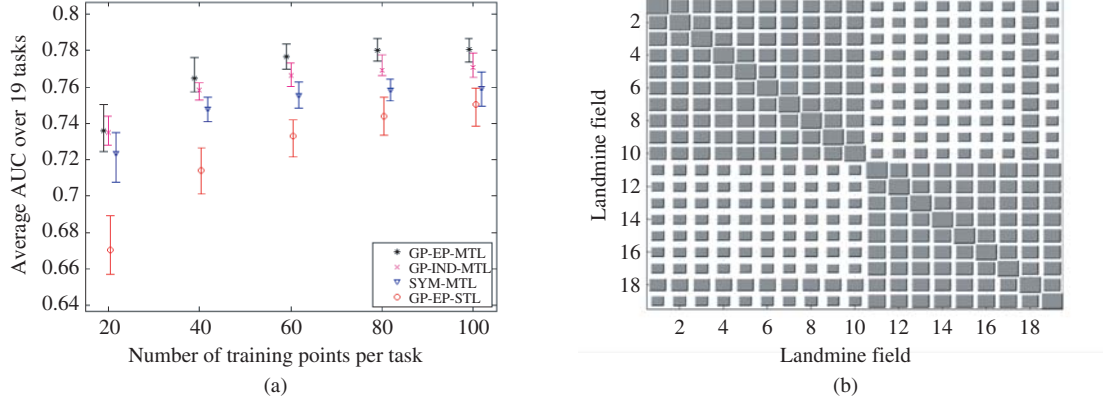 0.8
0.78
0.76
0.74
0.72
0.7
0.68
0.66
0.64
Average AUC over 19 tasks
GP-EP-MTL
GP-IND-MTL
SYM-MTL
GP-EP-STL
20 40 60 80 100
Number of training points per task
(a)
Landmine field
2
4
6
8
10
12
14
16
18
2 4 6 8 10 12 14 16 18
Landmine field
(b)